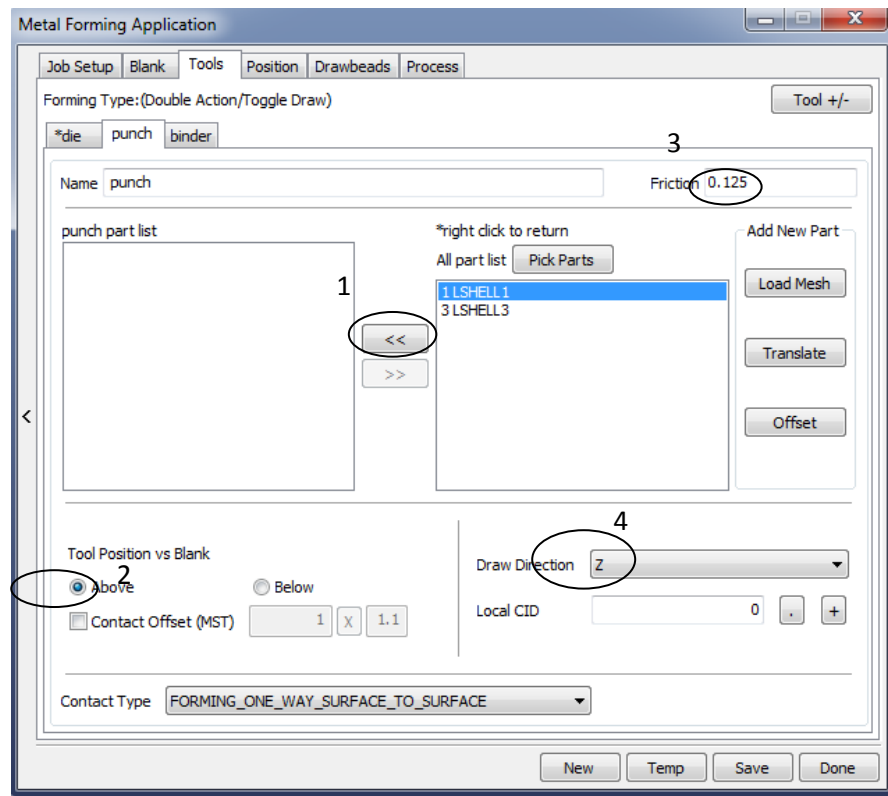 Metal Forming Application
X
Job Setup Blank Tools Position Drawbeads Process
Forming Type:(Double Action/Toggle Draw)
Tool +/-
*die punch binder
3
Name punch
Friction 0.125
punch part list
*right click to return
Add New Part
All part list Pick Parts
1
1 LSHELL1
3 LSHELL3
Load Mesh
<<
Translate
>>
<
Offset
4
Tool Position vs Blank
Draw Direction Z
2
Above Below
Contact Offset (MST) 1 X 1.1
Local CID 0 . +
Contact Type FORMING_ONE_WAY_SURFACE_TO_SURFACE
New Temp Save Done